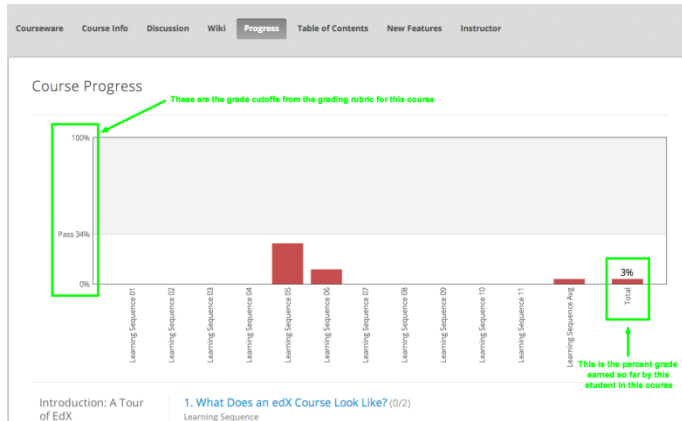 Courseware Course Info Discussion Wiki Progress Table of Contents New Features Instructor
Course Progress
These are the grade cutoffs from the grading rubric for this course
100%
Pass 34%
0%
3%
Learning Sequence 01
Learning Sequence 02
Learning Sequence 03
Learning Sequence 04
Learning Sequence 05
Learning Sequence 06
Learning Sequence 07
Learning Sequence 08
Learning Sequence 09
Learning Sequence 10
Learning Sequence 11
Learning Sequence Avg
Total
This is the percent grade
earned so far by this
student in this course
Introduction: A Tour
of EdX
1. What Does an edX Course Look Like? (0/2)
Learning Sequence